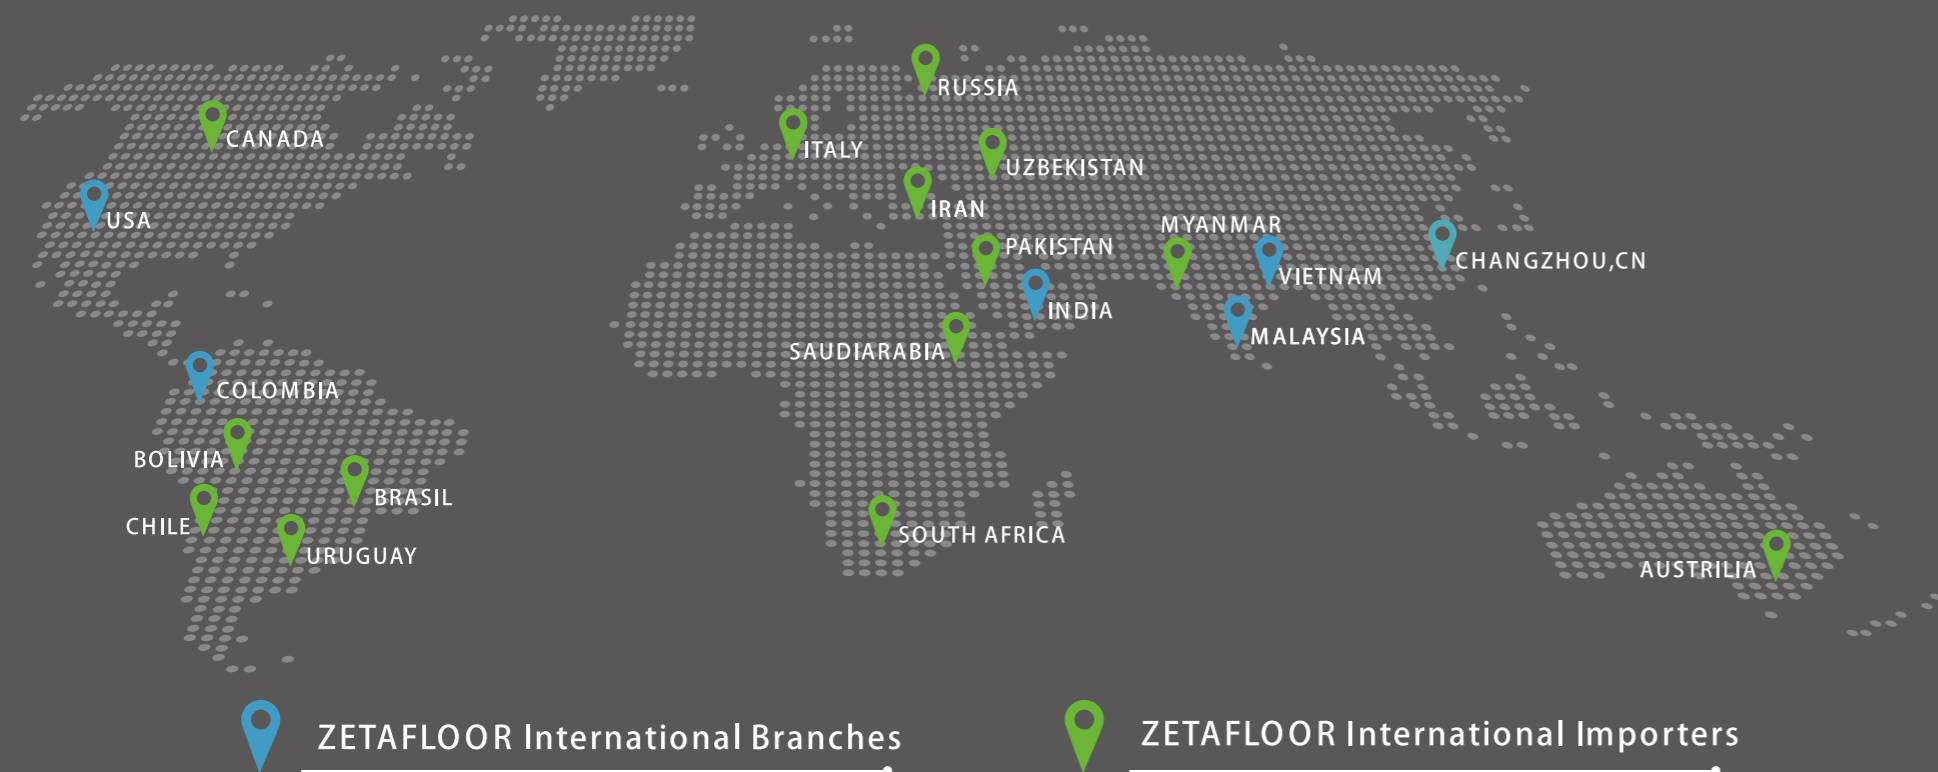 RUSSIA
CANADA
ITALY
UZBEKISTAN
USA
IRAN
MYANMAR
PAKISTAN
CHANGZHOU,CN
VIETNAM
INDIA
MALAYSIA
SAUDIARABIA
COLOMBIA
BOLIVIA
BRASIL
CHILE
SOUTH AFRICA
URUGUAY
AUSTRILIA
ZETAFLOOR International Branches
ZETAFLOOR International Importers